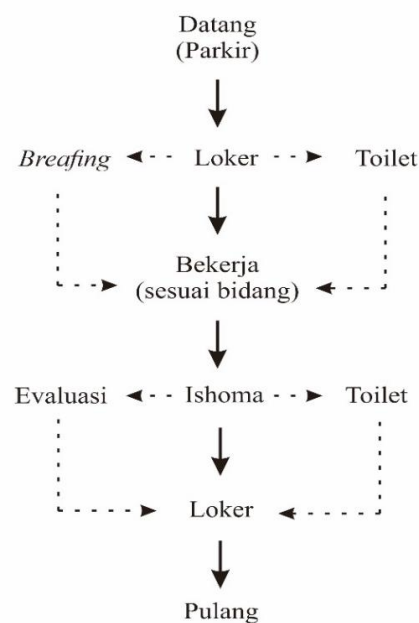 Datang
(Parkir)
Breafing
Loker
Toilet
Bekerja
(sesuai bidang)
Evaluasi
Ishoma
Toilet
Loker
Pulang